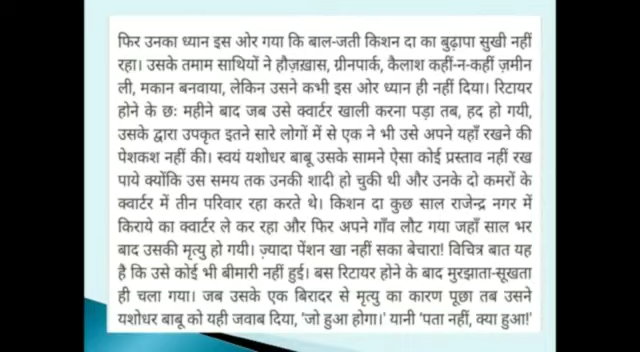 फिर उनका ध्यान इस ओर गया कि बाल-जती किशन दा का बुढ़ापा सुखी नहीं
रहा। उसके तमाम साथियों ने हौज़ख़ास, ग्रीनपार्क, कैलाश कहीं-न-कहीं ज़मीन
ली, मकान बनवाया, लेकिन उसने कभी इस ओर ध्यान ही नहीं दिया। रिटायर
होने के छः महीने बाद जब उसे क्वार्टर खाली करना पड़ा तब, हद हो गयी,
उसके द्वारा उपकृत इतने सारे लोगों में से एक ने भी उसे अपने यहाँ रखने की
पेशकश नहीं की। स्वयं यशोधर बाबू उसके सामने ऐसा कोई प्रस्ताव नहीं रख
पाये क्योंकि उस समय तक उनकी शादी हो चुकी थी और उनके दो कमरों के
क्वार्टर में तीन परिवार रहा करते थे। किशन दा कुछ साल राजेन्द्र नगर में
किराये का क्वार्टर ले कर रहा और फिर अपने गाँव लौट गया जहाँ साल भर
बाद उसकी मृत्यु हो गयी। ज़्यादा पेंशन खा नहीं सका बेचारा! विचित्र बात यह
है कि उसे कोई भी बीमारी नहीं हुई। बस रिटायर होने के बाद मुरझाता-सूखता
ही चला गया। जब उसके एक बिरादर से मृत्यु का कारण पूछा तब उसने
यशोधर बाबू को यही जवाब दिया, 'जो हुआ होगा।' यानी 'पता नहीं, क्या हुआ!'